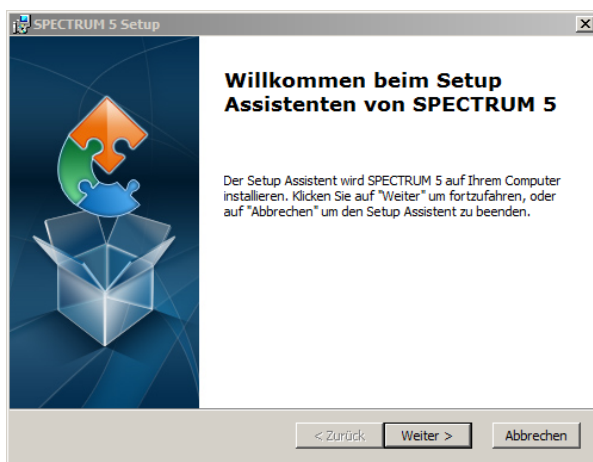 SPECTRUM 5 Setup
Willkommen beim Setup
Assistenten von SPECTRUM 5
Der Setup Assistent wird SPECTRUM 5 auf Ihrem Computer
installieren. Klicken Sie auf "Weiter" um fortzufahren, oder
auf "Abbrechen" um den Setup Assistent zu beenden.
< Zurück Weiter > Abbrechen